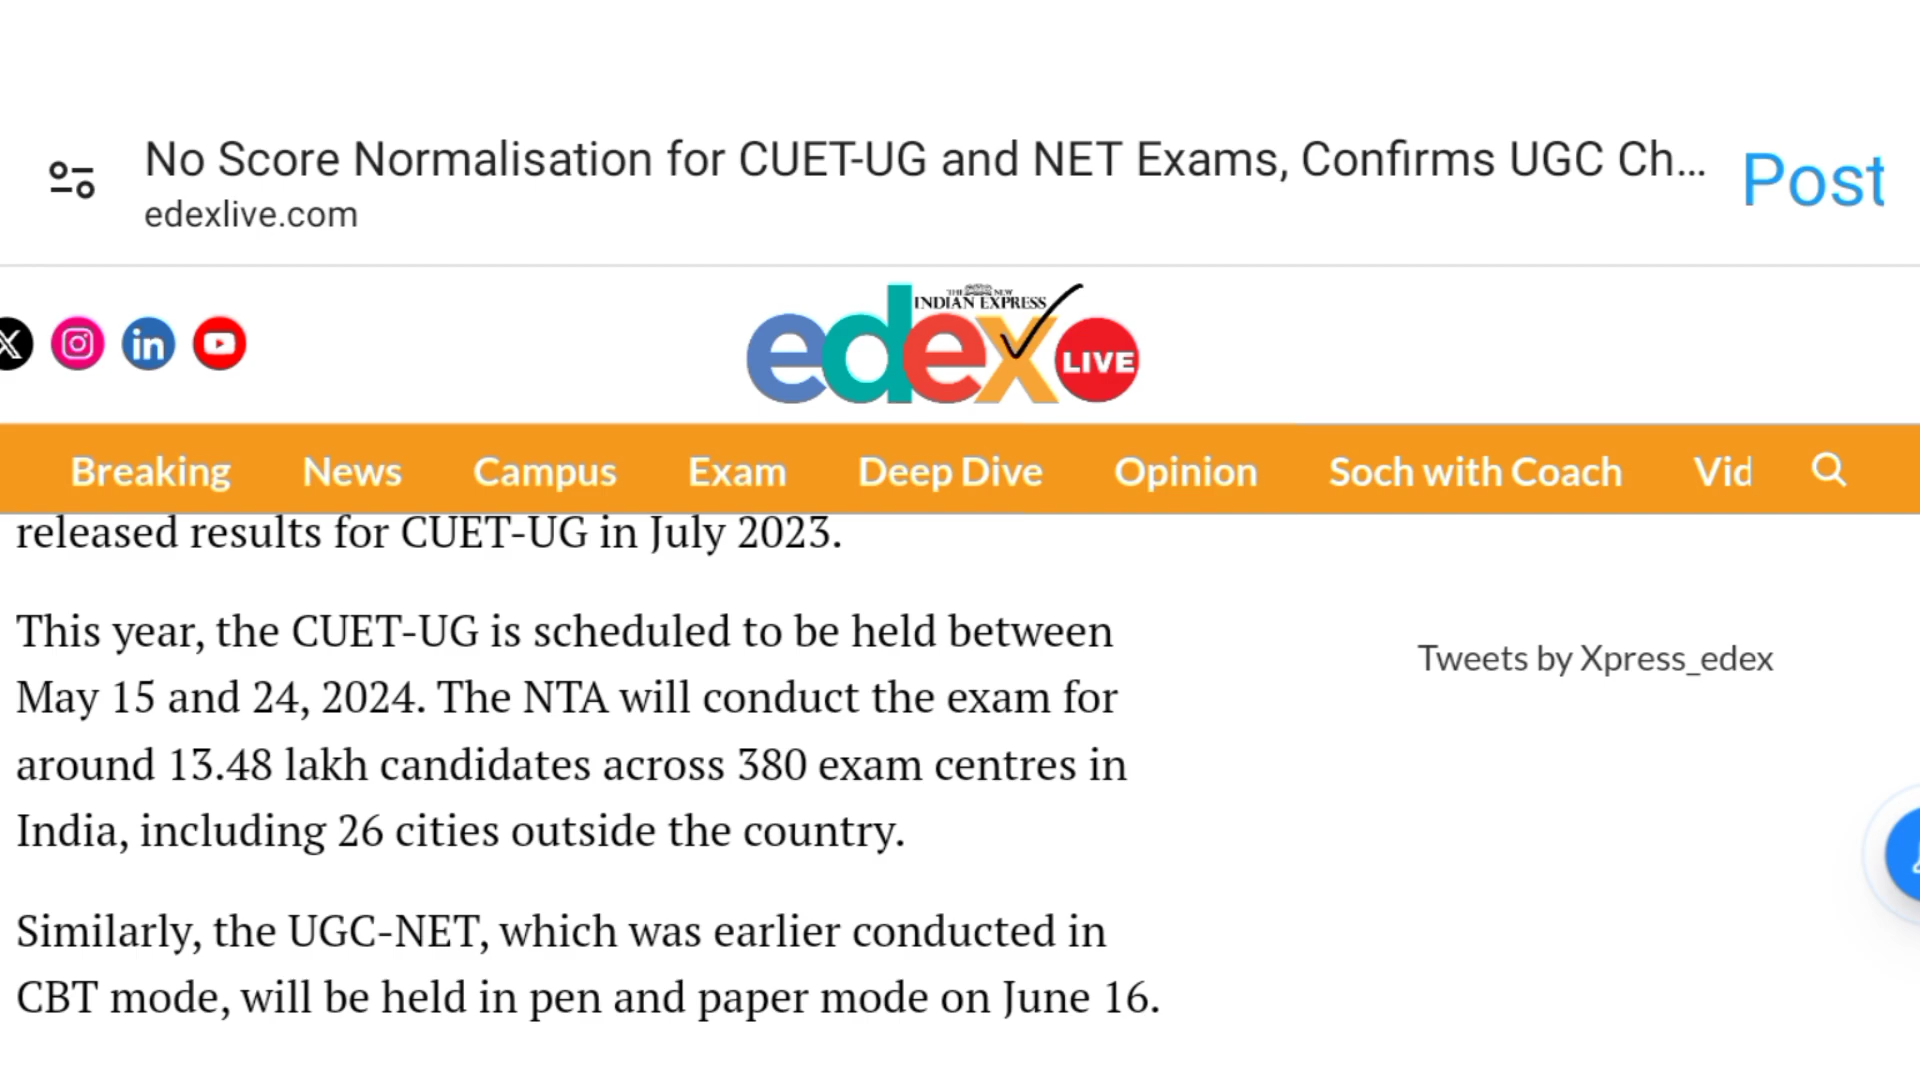 No Score Normalisation for CUET-UG and NET Exams, Confirms UGC Ch...
Post
edexlive.com
THE NEW
INDIAN EXPRESS
edex
LIVE
Breaking News Campus Exam Deep Dive Opinion Soch with Coach Vid
released results for CUET-UG in July 2023.
This year, the CUET-UG is scheduled to be held between
May 15 and 24, 2024. The NTA will conduct the exam for
around 13.48 lakh candidates across 380 exam centres in
India, including 26 cities outside the country.
Tweets by Xpress_edex
Similarly, the UGC-NET, which was earlier conducted in
CBT mode, will be held in pen and paper mode on June 16.